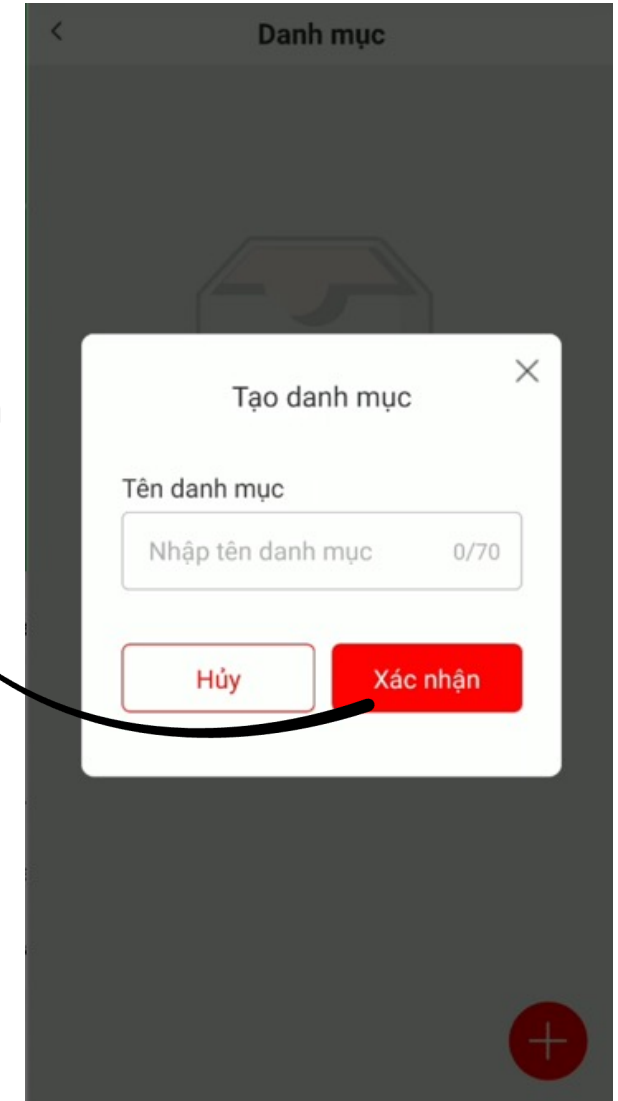 Danh mục
Tạo danh mục
Tên danh mục
Nhập tên danh mục 0/70
Hủy Xác nhận